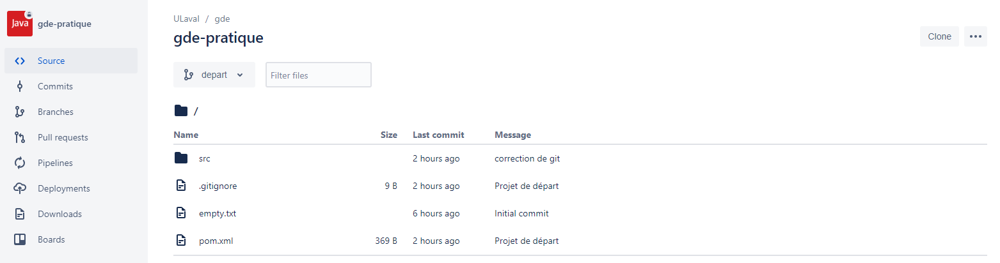 Java
gde-pratique
Source
Commits
Branches
Pull requests
Pipelines
Deployments
Downloads
Boards
ULaval / gde
gde-pratique
Clone
depart
Filter files
/
Name Size Last commit Message
src 2 hours ago correction de git
.gitignore 9 B 2 hours ago Projet de départ
empty.txt 6 hours ago Initial commit
pom.xml 369 B 2 hours ago Projet de départ